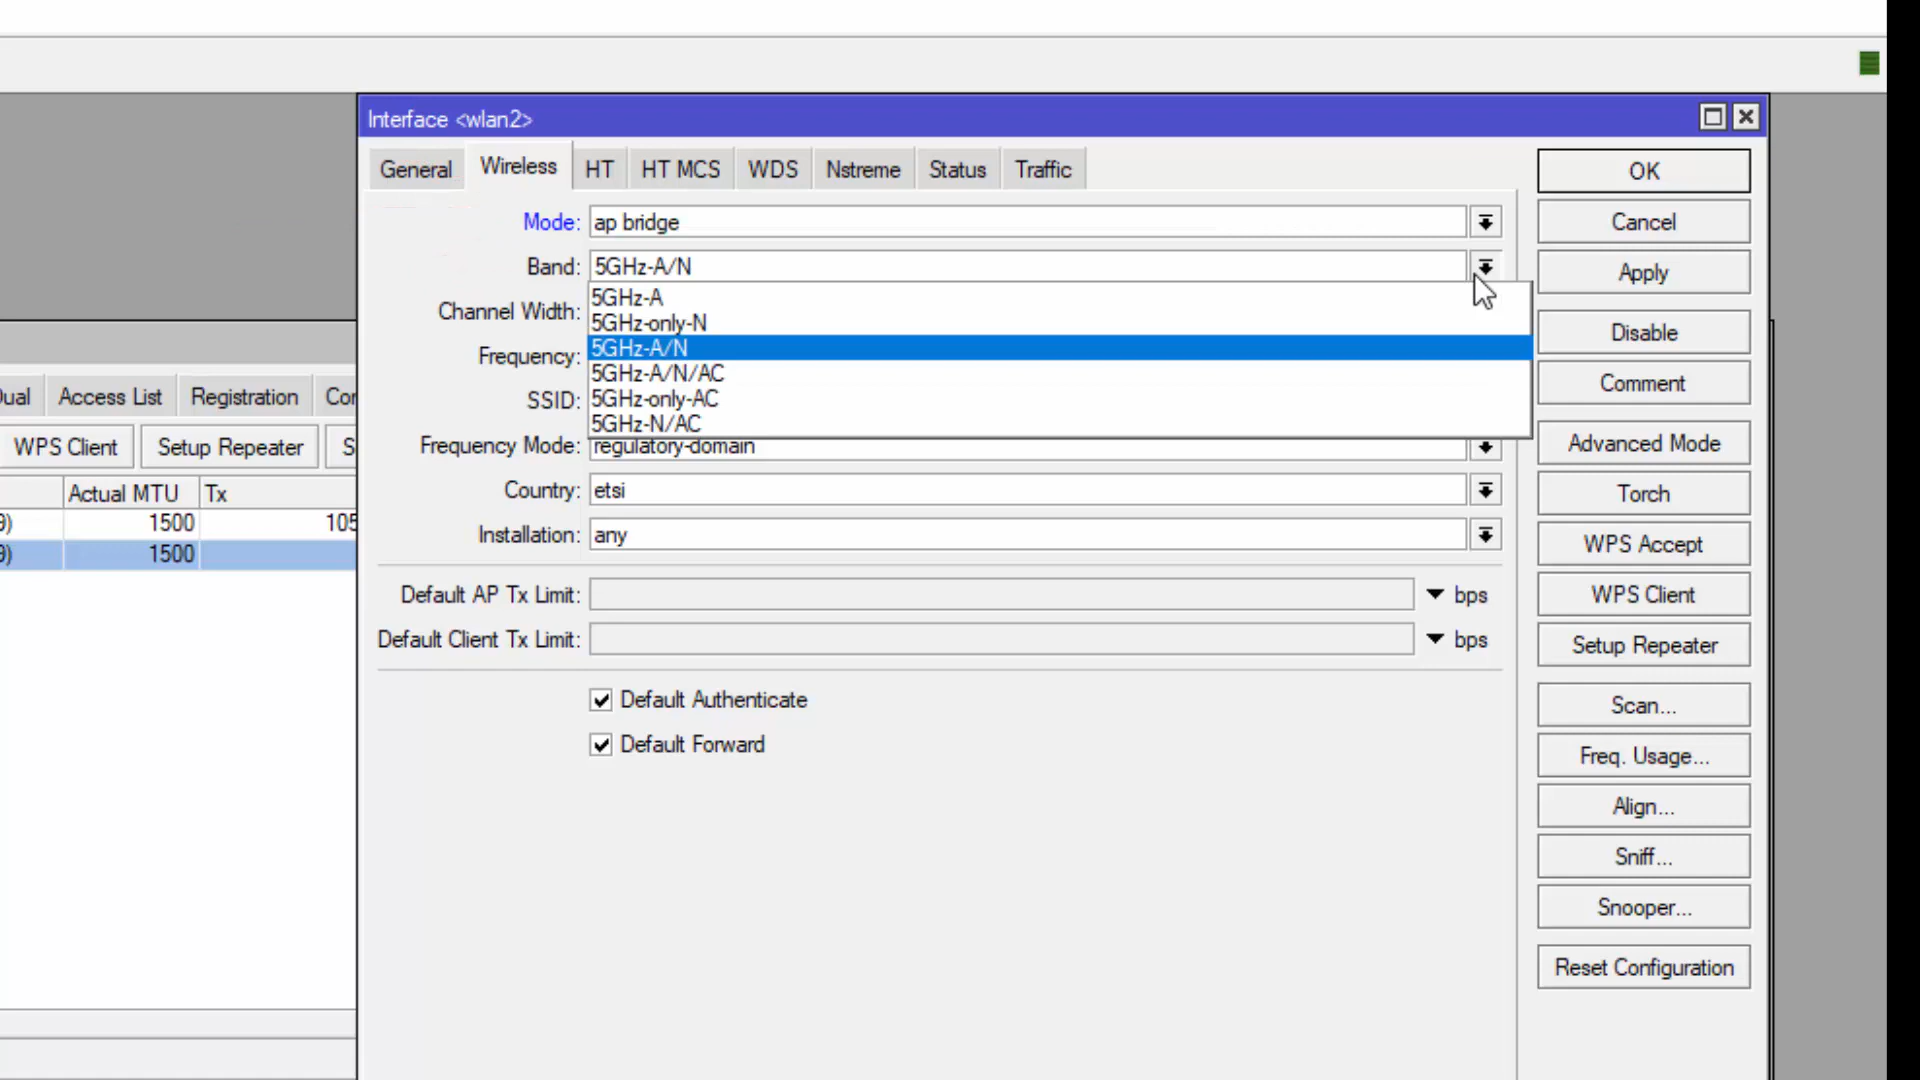 Interface <wlan2>
General Wireless HT HT MCS WDS Nstreme Status Traffic
Mode: ap bridge
Band: 5GHz-A/N
5GHz-A
5GHz-only-N
5GHz-A/N
5GHz-A/N/AC
5GHz-only-AC
5GHz-N/AC
Channel Width:
Frequency:
SSID:
Frequency Mode: regulatory-domain
Country: etsi
Installation: any
Default AP Tx Limit: bps
Default Client Tx Limit: bps
Default Authenticate
Default Forward
OK
Cancel
Apply
Disable
Comment
Advanced Mode
Torch
WPS Accept
WPS Client
Setup Repeater
Scan...
Freq. Usage...
Align...
Sniff...
Snooper...
Reset Configuration
Dual Access List Registration Cor
WPS Client Setup Repeater S
Actual MTU Tx
9) 1500 105
9) 1500